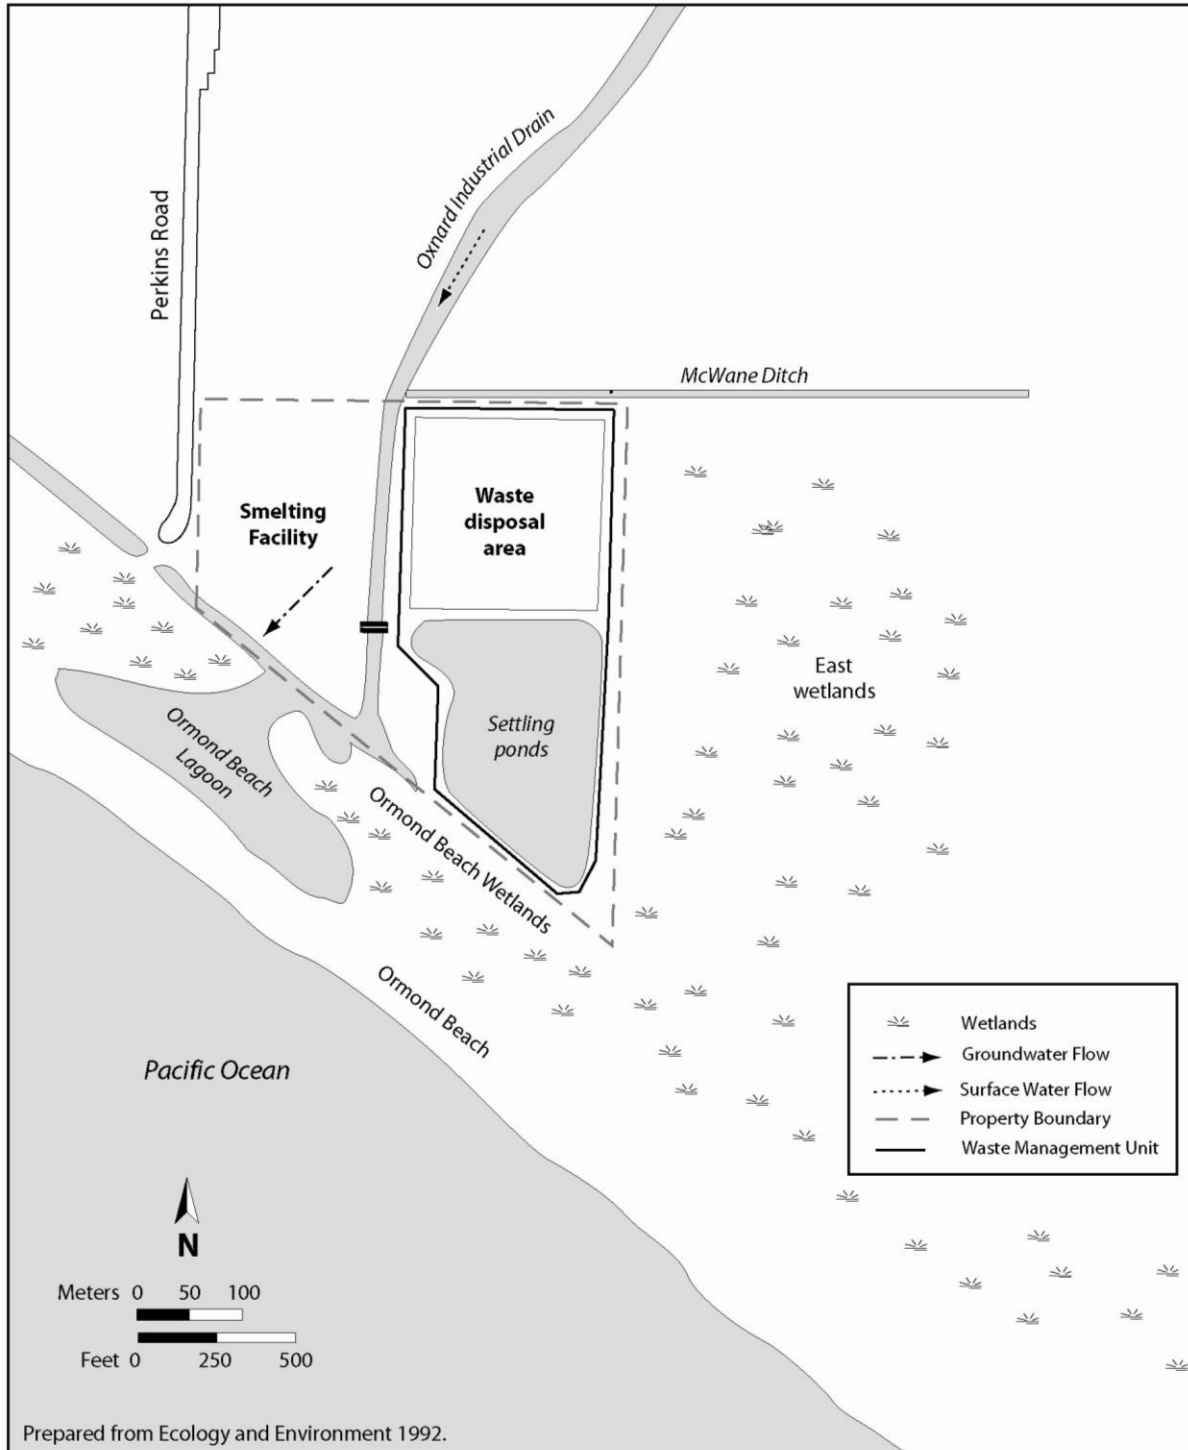 Perkins Road
Oxnard Industrial Drain
McWane Ditch
Smelting
Facility
Waste
disposal
area
East
wetlands
Settling
ponds
Ormond Beach
Lagoon
Ormond Beach Wetlands
Ormond Beach
Pacific Ocean
Wetlands
Groundwater Flow
Surface Water Flow
Property Boundary
Waste Management Unit
N
Meters 0 50 100
Feet 0 250 500
Prepared from Ecology and Environment 1992.